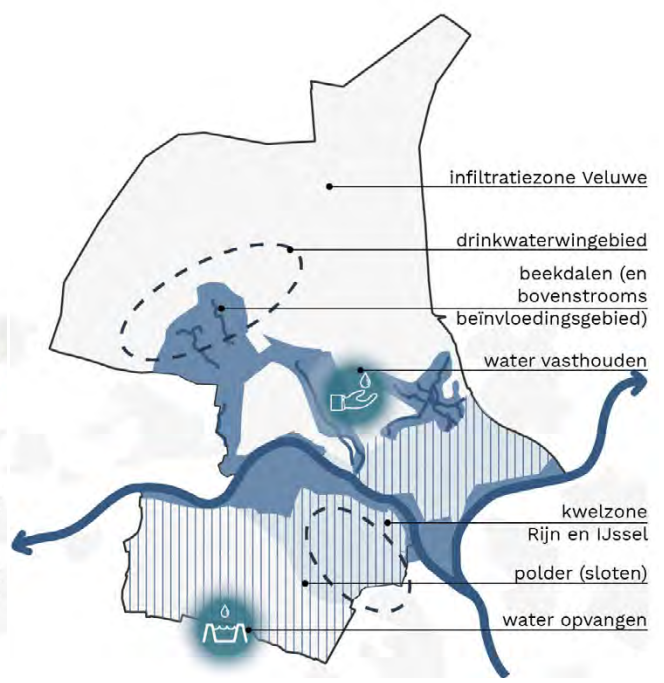 infiltratiezone Veluwe
drinkwaterwingebied
beekdalen (en
bovenstrooms
beïnvloedingsgebied)
water vasthouden
kwelzone
Rijn en IJssel
polder (sloten)
water opvangen